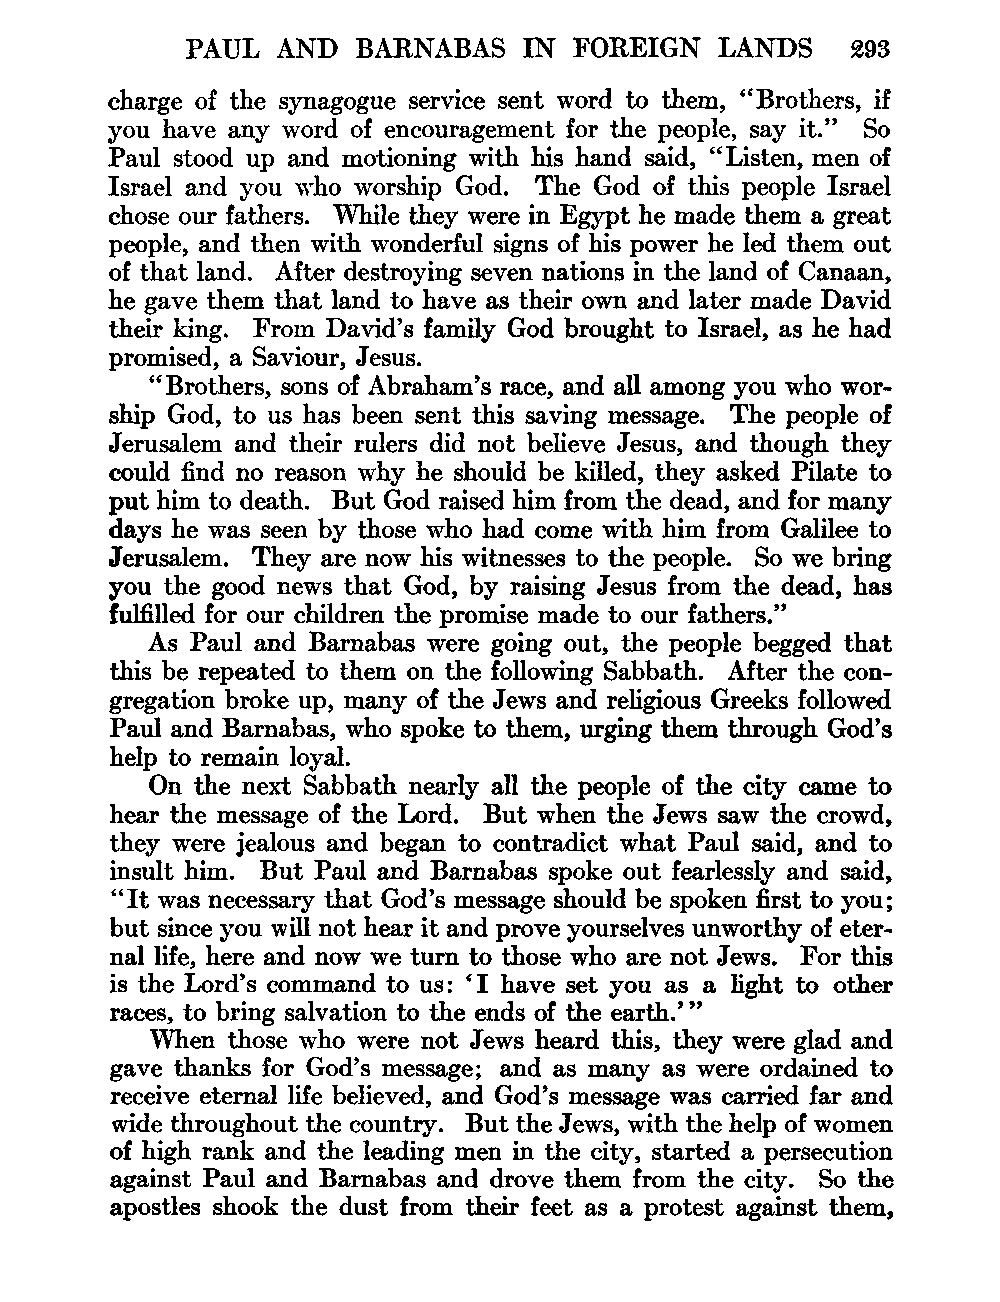 PAUL AND BARNABAS IN FOREIGN LANDS 293
charge of the synagogue service sent word to them, “Brothers, if
you have any word of encouragement for the people, say it.” So
Paul stood up and motioning with his hand said, “Listen, men of
Israel and you who worship God. The God of this people Israel
chose our fathers. While they were in Egypt he made them a great
people, and then with wonderful signs of his power he led them out
of that land. After destroying seven nations in the land of Canaan,
he gave them that land to have as their own and later made David
their king. From David’s family God brought to Israel, as he had
promised, a Saviour, Jesus.
“Brothers, sons of Abraham’s race, and all among you who wor-
ship God, to us has been sent this saving message. The people of
Jerusalem and their rulers did not believe Jesus, and though they
could find no reason why he should be killed, they asked Pilate to
put him to death. But God raised him from the dead, and for many
days he was seen by those who had come with him from Galilee to
Jerusalem. They are now his witnesses to the people. So we bring
you the good news that God, by raising Jesus from the dead, has
fulfilled for our children the promise made to our fathers.”
As Paul and Barnabas were going out, the people begged that
this be repeated to them on the following Sabbath. After the con-
gregation broke up, many of the Jews and religious Greeks followed
Paul and Barnabas, who spoke to them, urging them through God’s
help to remain loyal.
On the next Sabbath nearly all the people of the city came to
hear the message of the Lord. But when the Jews saw the crowd,
they were jealous and began to contradict what Paul said, and to
insult him. But Paul and Barnabas spoke out fearlessly and said,
“It was necessary that God’s message should be spoken first to you;
but since you will not hear it and prove yourselves unworthy of eter-
nal life, here and now we turn to those who are not Jews. For this
is the Lord’s command to us: ‘I have set you as a light to other
races, to bring salvation to the ends of the earth.’”
When those who were not Jews heard this, they were glad and
gave thanks for God’s message; and as many as were ordained to
receive eternal life believed, and God’s message was carried far and
wide throughout the country. But the Jews, with the help of women
of high rank and the leading men in the city, started a persecution
against Paul and Barnabas and drove them from the city. So the
apostles shook the dust from their feet as a protest against them,